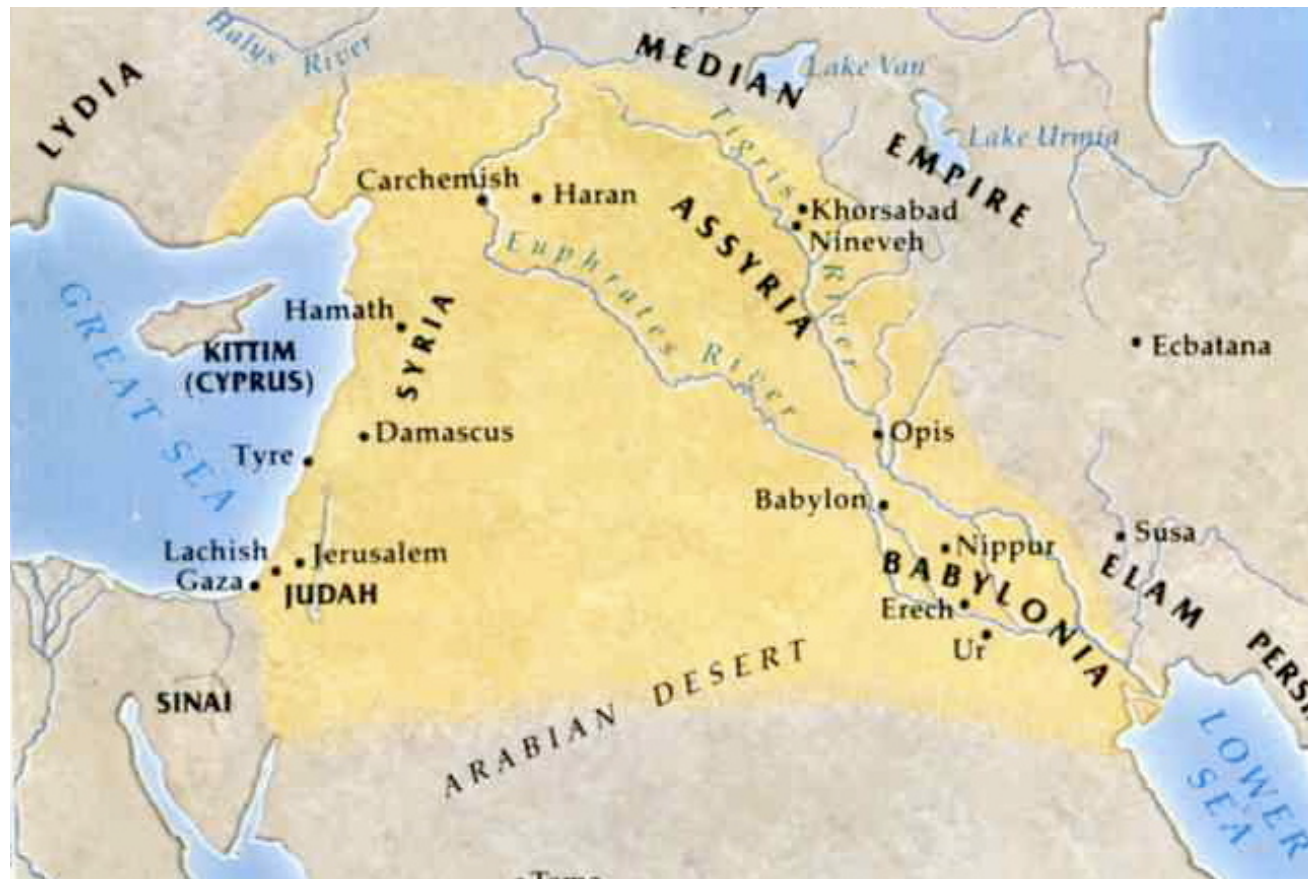 Halys River
LYDIA
MEDIAN EMPIRE
Lake Van
Lake Urmia
Tigris River
Carchemish
Haran
ASSYRIA
Khorsabad
Nineveh
Euphrates River
GREAT SEA
Hamath
SYRIA
KITTIM
(CYPRUS)
Ecbatana
Damascus
Tyre
Opis
Babylon
Nippur
Susa
Lachish
Jerusalem
Gaza
JUDAH
BABYLONIA
Erech
Ur
ELAM
SINAI
ARABIAN DESERT
LOWER SEA